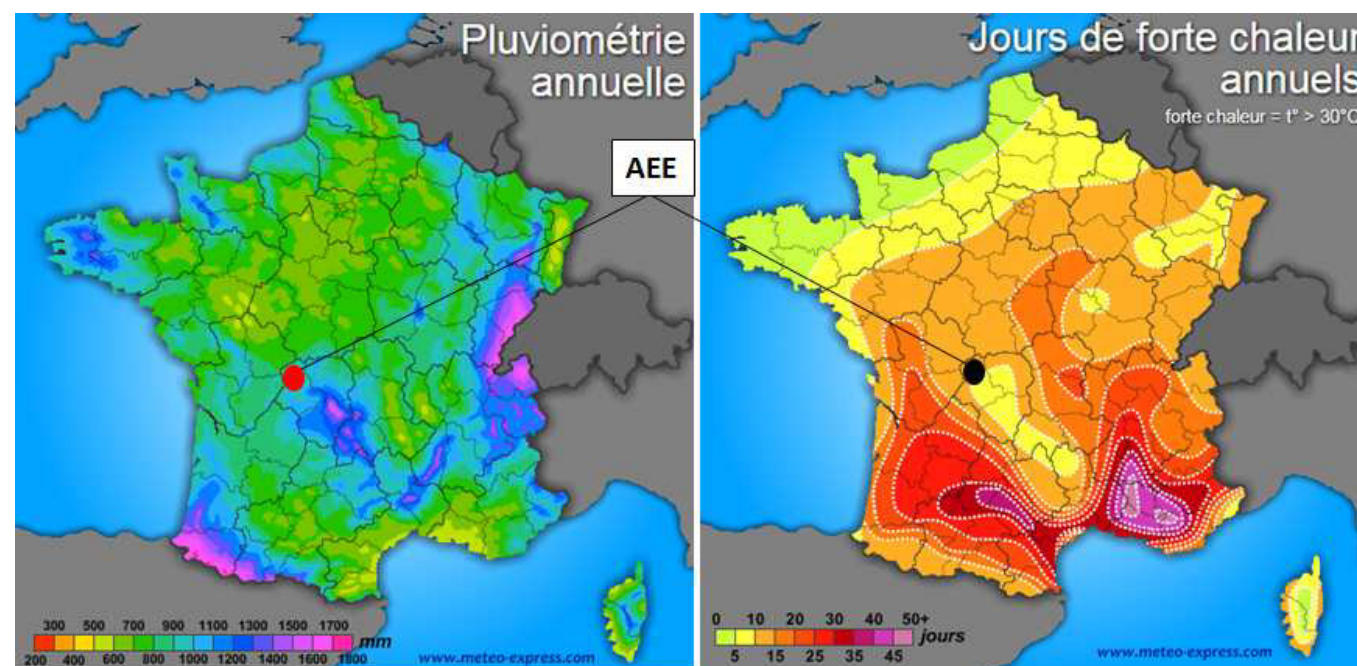 Pluviométrie
annuelle
Jours de forte chaleur
annuels
forte chaleur = t° > 30°C
AEE
300 500 700 900 1100 1300 1500 1700
mm
200 400 600 800 1000 1200 1400 1600 1800
www.meteo-express.com
0 10 20 30 40 50+
jours
5 15 25 35 45
www.meteo-express.com